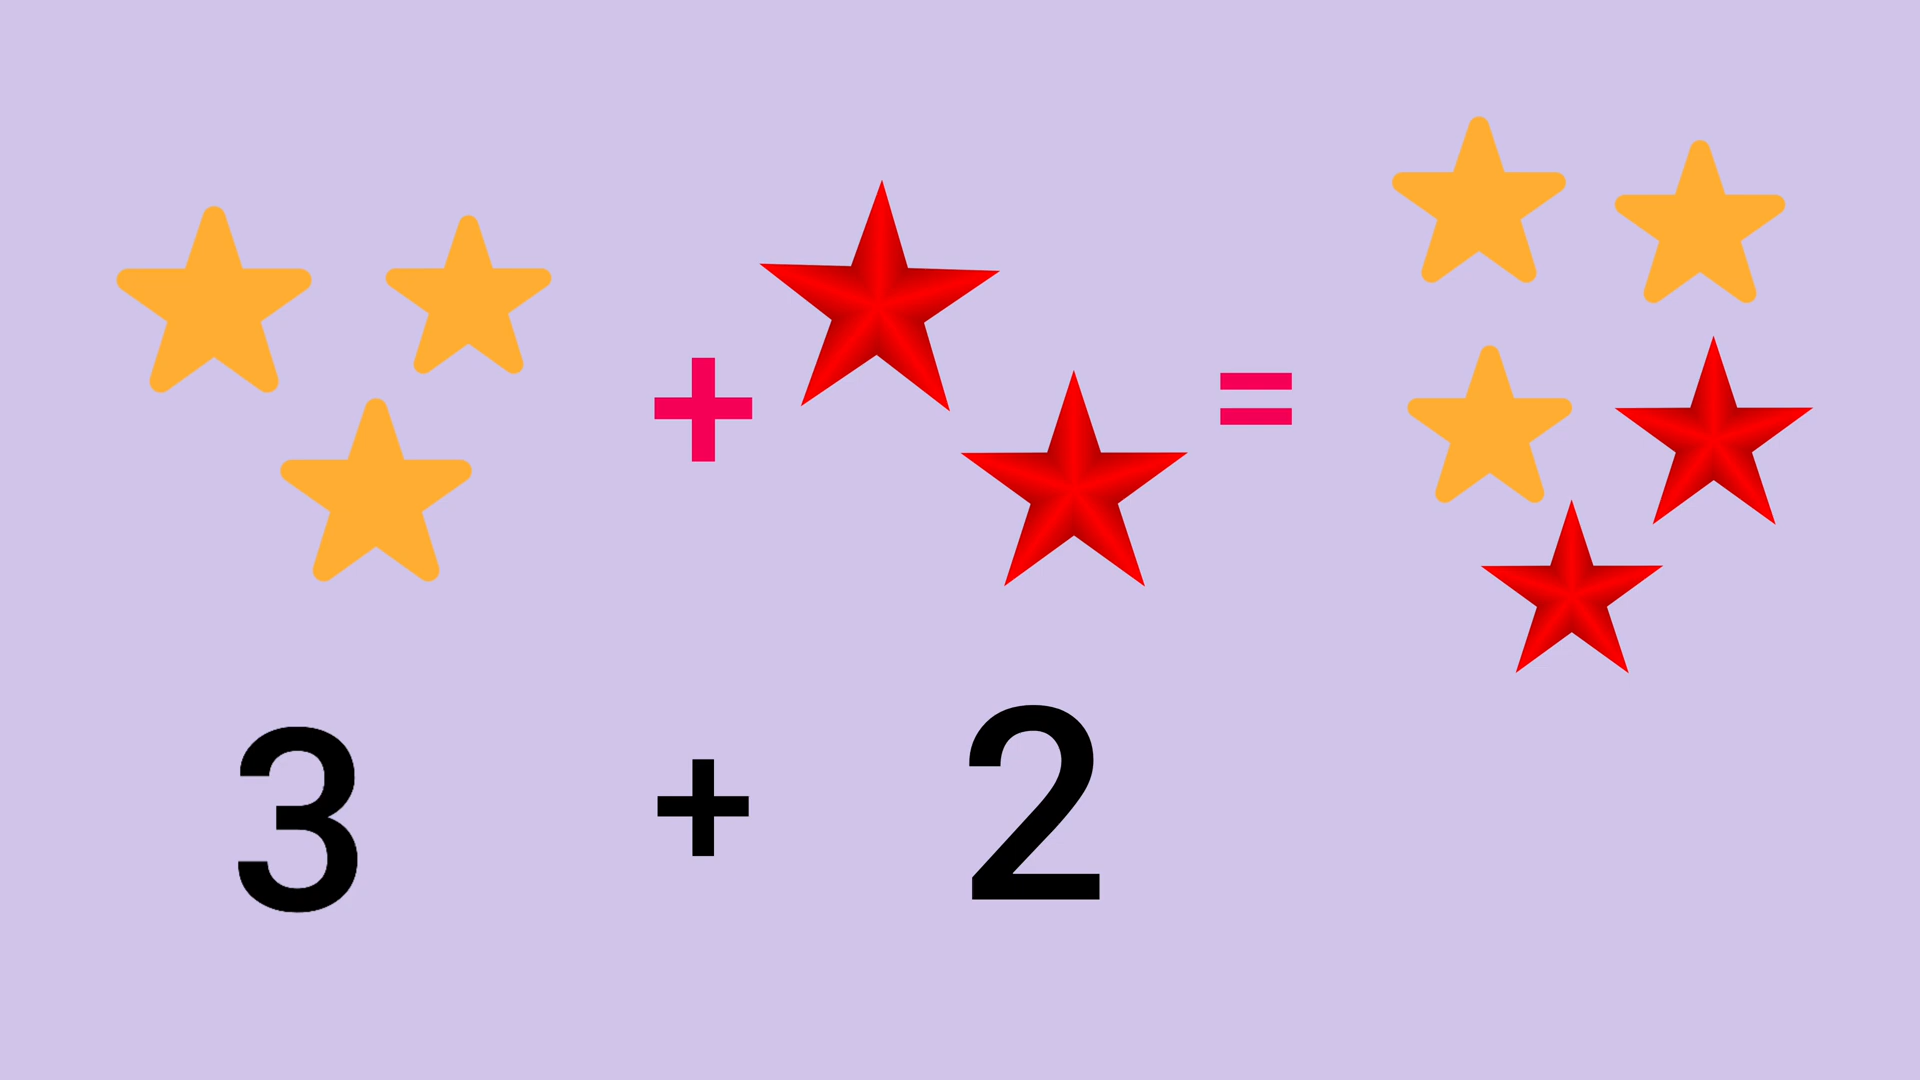 + =
3 + 2